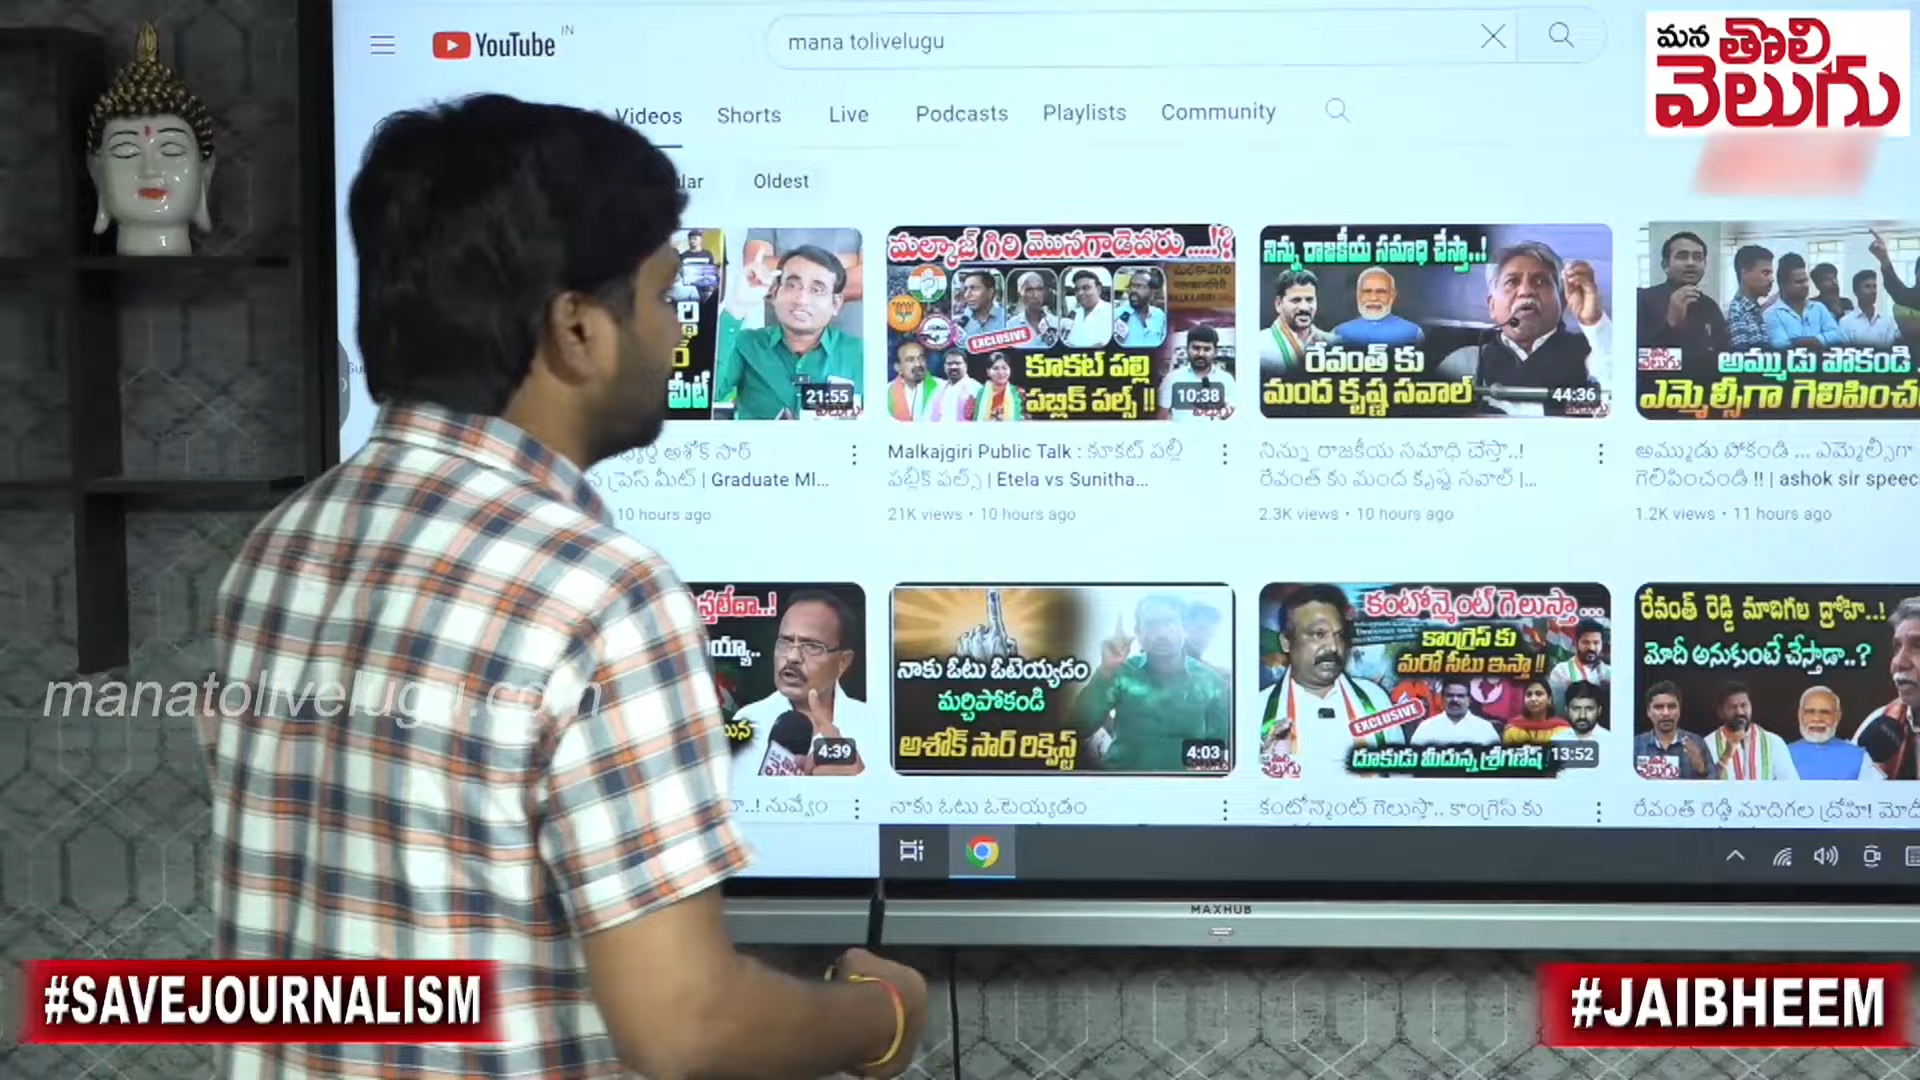 YouTube IN
mana tolivelugu
మన
తొలి
వెలుగు
Videos Shorts Live Podcasts Playlists Community
Oldest
మీట్
21:55
మల్కాజ్ గిరి మొనగాడెవరు ....!?
EXCLUSIVE
కూకట్ పల్లి
పబ్లిక్ పల్స్ !!
10:38
నిన్ను రాజకీయ సమాధి చేస్తా..!
రేవంత్ కు
మంద కృష్ణ సవాల్
44:36
అమ్ముడు పోకండి
ఎమ్మెల్సీగా
అశోక్ సార్
ప్రెస్ మీట్ | Graduate Ml...
10 hours ago
Malkajgiri Public Talk : కూకట్ పల్లి
పబ్లిక్ పల్స్ | Etela vs Sunitha...
21K views • 10 hours ago
నిన్ను రాజకీయ సమాధి చేస్తా..!
రేవంత్ కు మంద కృష్ణ సవాల్ |...
2.3K views • 10 hours ago
అమ్ముడు పోకండి ... ఎమ్మెల్సీగా
గెలిపించండి !! | ashok sir speec
1.2K views • 11 hours ago
4:39
నాకు ఓటు ఓటెయ్యడం
మర్చిపోకండి
అశోక్ సార్ రిక్వెస్ట్
4:03
కంటోన్మెంట్ గెలుస్తా...
కాంగ్రెస్ కు
మరో సీటు ఇస్తా !!
EXCLUSIVE
దూకుడు మీదున్న శ్రీగణేష్
13:52
రేవంత్ రెడ్డి మాదిగల ద్రోహి..!
మోదీ అనుకుంటే చేస్తాడా..?
..! నువ్వేం
నాకు ఓటు ఓటెయ్యడం
కంటోన్మెంట్ గెలుస్తా.. కాంగ్రెస్ కు
రేవంత్ రెడ్డి మాదిగల ద్రోహి! మోదీ
manatolivelugu.com
MAXHUB
#SAVEJOURNALISM
#JAIBHEEM